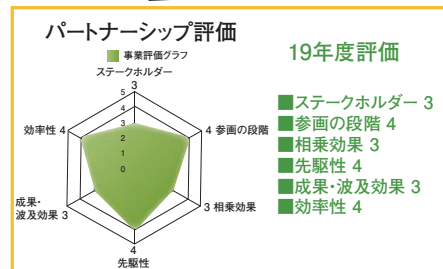 パートナーシップ評価
事業評価グラフ
ステークホルダー
3
5
4
3
2
1
0
4 参画の段階
3 相乗効果
4
先駆性
成果・
波及効果 3
効率性 4
19年度評価
■ステークホルダー 3
■参画の段階 4
■相乗効果 3
■先駆性 4
■成果・波及効果 3
■効率性 4